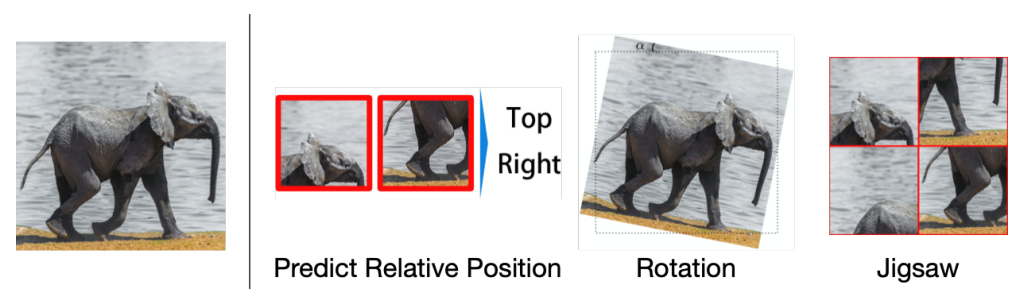 Top
Right
α t
Predict Relative Position
Rotation
Jigsaw